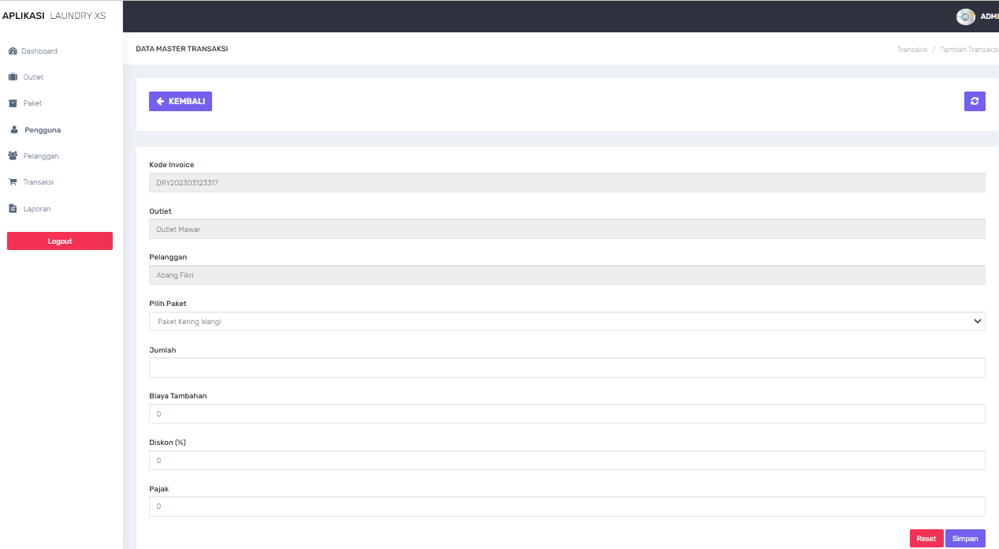 APLIKASI LAUNDRY XS
ADMI
Dashboard
Outlet
Paket
Pengguna
Pelanggan
Transaksi
Laporan
Logout
DATA MASTER TRANSAKSI
Transaksi / Tambah Transaksi
KEMBALI
Kode Invoice
DRY202303123317
Outlet
Outlet Mawar
Pelanggan
Abang Fikri
Pilih Paket
Paket Kering Wangi
Jumlah
Biaya Tambahan
0
Diskon (%)
0
Pajak
0
Reset Simpan